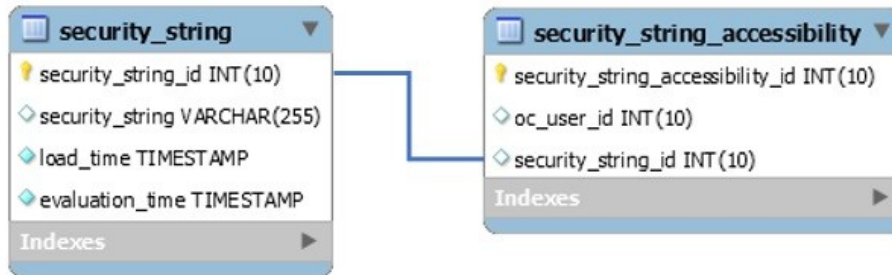 security_string
security_string_id INT(10)
security_string VARCHAR(255)
load_time TIMESTAMP
evaluation_time TIMESTAMP
Indexes
security_string_accessibility
security_string_accessibility_id INT(10)
oc_user_id INT(10)
security_string_id INT(10)
Indexes